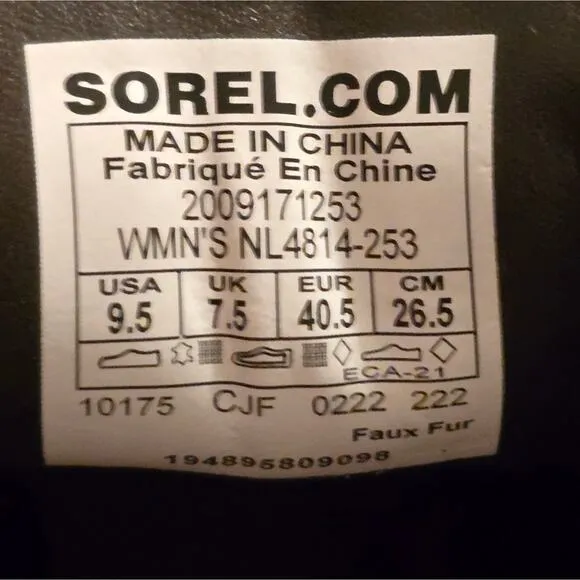 SOREL.COM
MADE IN CHINA
Fabriqué En Chine
2009171253
WMN'S NL4814-253
USA UK EUR CM
9.5 7.5 40.5 26.5
ECA-21
10175 CJF 0222 222
Faux Fur
194895809098